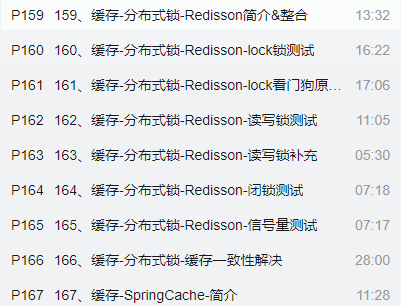 P159 159、缓存-分布式锁-Redisson简介&整合 13:32
P160 160、缓存-分布式锁-Redisson-lock锁测试 16:22
P161 161、缓存-分布式锁-Redisson-lock看门狗原... 17:06
P162 162、缓存-分布式锁-Redisson-读写锁测试 11:05
P163 163、缓存-分布式锁-Redisson-读写锁补充 05:30
P164 164、缓存-分布式锁-Redisson-闭锁测试 07:18
P165 165、缓存-分布式锁-Redisson-信号量测试 07:17
P166 166、缓存-分布式锁-缓存一致性解决 28:00
P167 167、缓存-SpringCache-简介 11:28